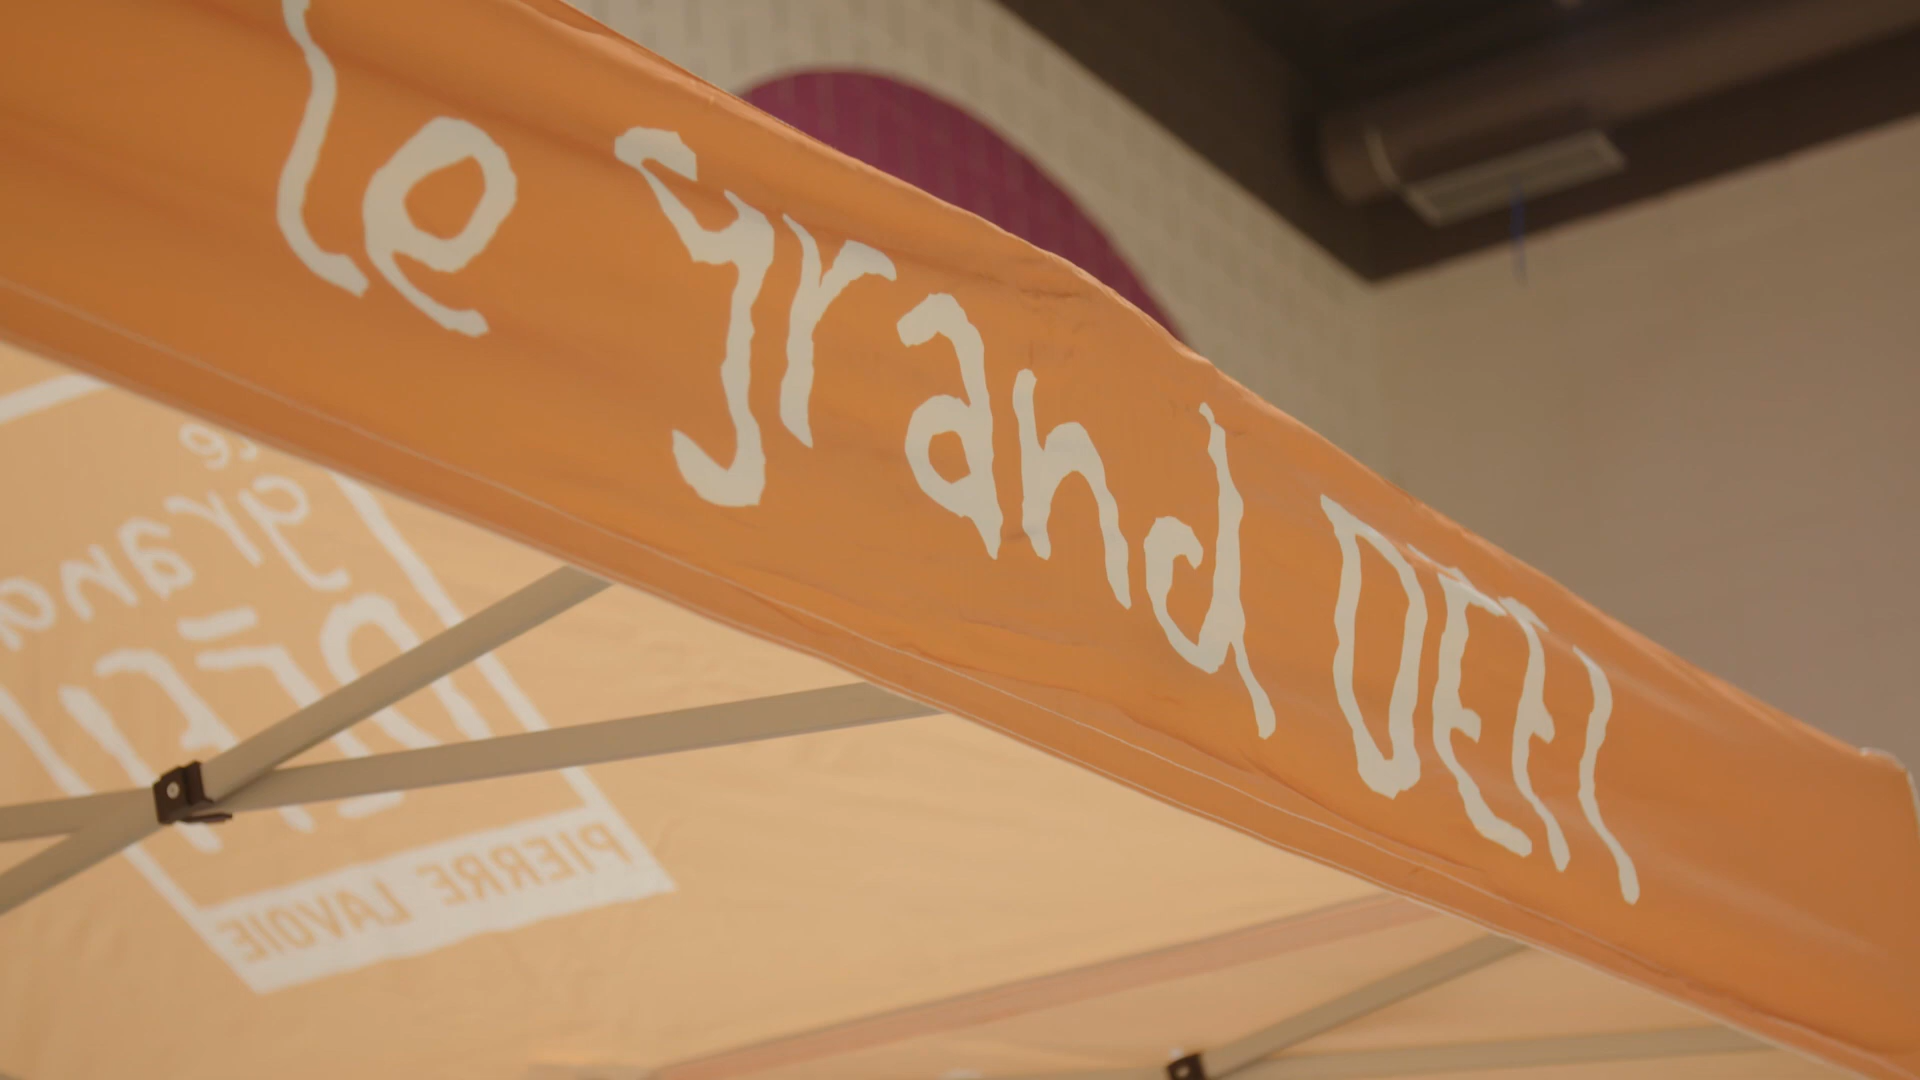 le grand DÉFI
le
grand
DÉFI
PIERRE LAVOIE